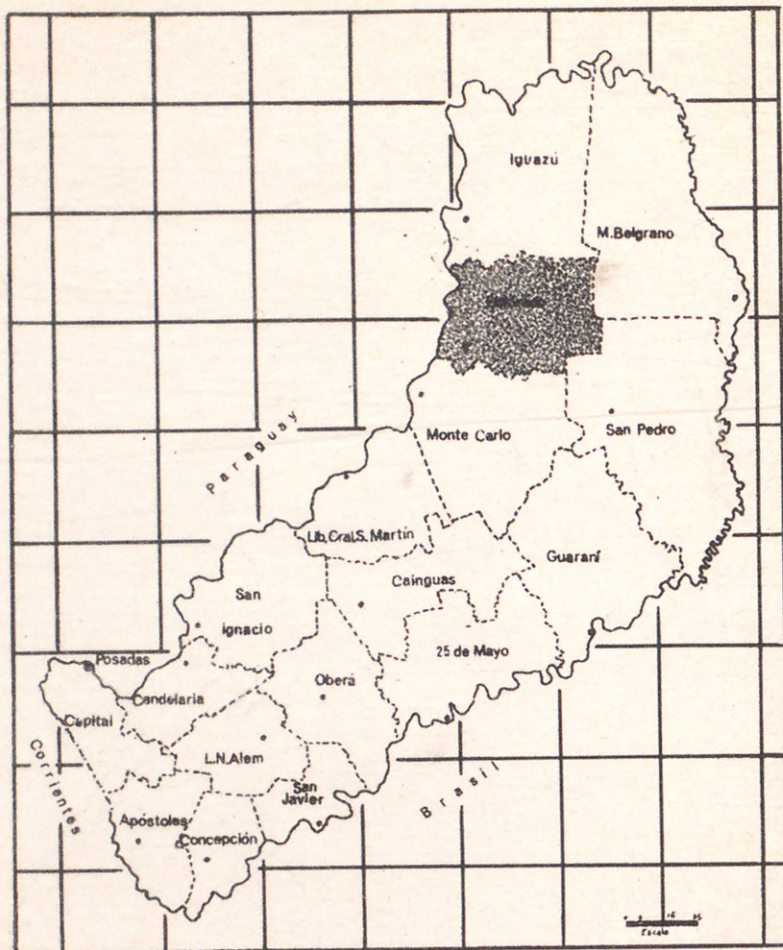 Iguazú
M. Belgrano
Monte Carlo
San Pedro
Paraguay
Lib. Cral. S. Martín
Guaraní
Cainguas
San
ignacio
25 de Mayo
Posadas
Candelaria
Oberá
Capital
L.N. Alem
Corrientes
San
Javier
Brasil
Apóstoles
Concepción
Escala